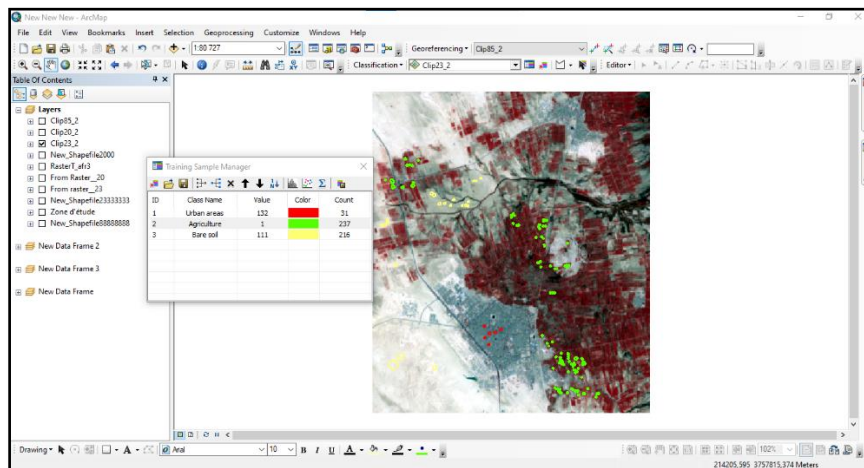 New New New - ArcMap
File Edit View Bookmarks Insert Selection Geoprocessing Customize Windows Help
1:80 727 Georeferencing Clip85_2
Classification Clip23_2 Editor
Table Of Contents
Layers
Clip85_2
Clip20_2
Clip23_2
New_Shapefile2000
RasterT_afr3
From Raster__20
From raster__23
New_Shapefile23333333
Zone d'étude
New_Shapefile88888888
New Data Frame 2
New Data Frame 3
New Data Frame
Training Sample Manager
ID Class Name Value Color Count
1 Urban areas 132 31
2 Agriculture 1 237
3 Bare soil 111 216
Drawing A Arial 10 B I U A 102%
214205,595 3757815,374 Meters